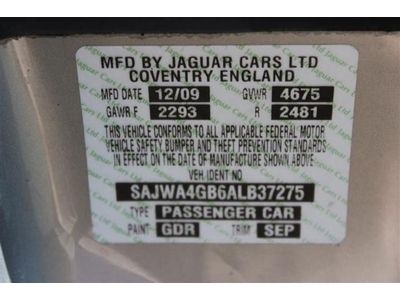 MFD BY JAGUAR CARS LTD
COVENTRY ENGLAND
MFD DATE 12/09 GVWR 4675
GAWR F 2293 R 2481
THIS VEHICLE CONFORMS TO ALL APPLICABLE FEDERAL MOTOR
VEHICLE SAFETY BUMPER AND THEFT PREVENTION STANDARDS
IN EFFECT ON THE DATE OF MANUFACTURE SHOWN ABOVE.
VEH IDENT NO
SAJWA4GB6ALB37275
TYPE PASSENGER CAR
PAINT GDR TRIM SEP